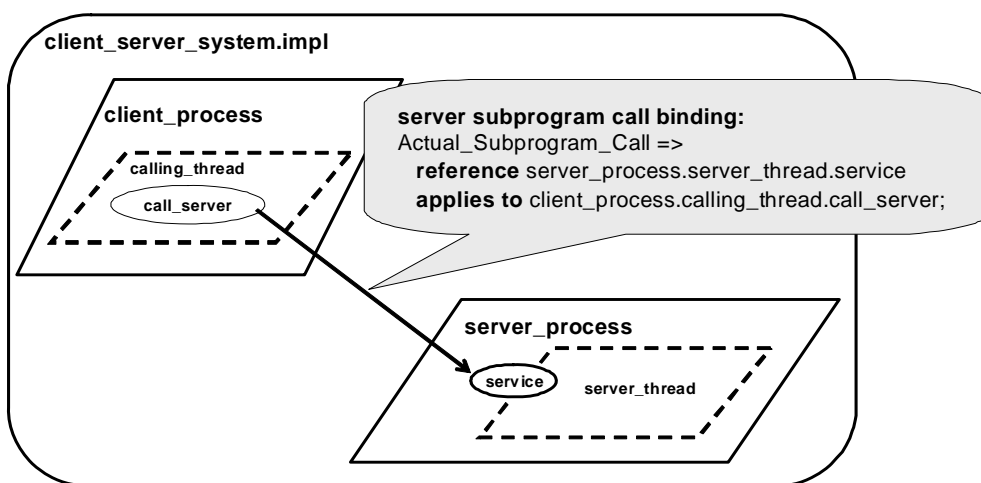 client_server_system.impl
client_process
calling_thread
call_server
server subprogram call binding:
Actual_Subprogram_Call =>
reference server_process.server_thread.service
applies to client_process.calling_thread.call_server;
server_process
service
server_thread